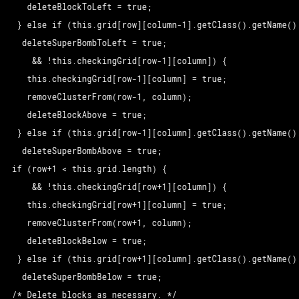 deleteBlockToLeft = true;
} else if (this.grid[row][column-1].getClass().getName()
deleteSuperBombToLeft = true;
&& !this.checkingGrid[row-1][column]) {
this.checkingGrid[row-1][column] = true;
removeClusterFrom(row-1, column);
deleteBlockAbove = true;
} else if (this.grid[row-1][column].getClass().getName()
deleteSuperBombAbove = true;
if (row+1 < this.grid.length) {
&& !this.checkingGrid[row+1][column]) {
this.checkingGrid[row+1][column] = true;
removeClusterFrom(row+1, column);
deleteBlockBelow = true;
} else if (this.grid[row+1][column].getClass().getName()
deleteSuperBombBelow = true;
/* Delete blocks as necessary. */